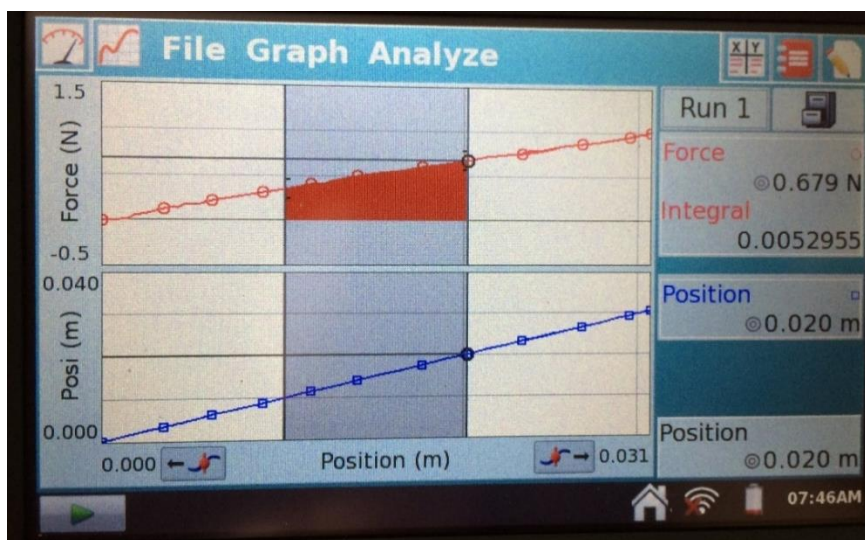 File Graph Analyze
X Y
1.5
Force (N)
-0.5
Run 1
Force
0.679 N
Integral
0.0052955
0.040
Posi (m)
0.000
Position
0.020 m
0.000
Position (m)
0.031
Position
0.020 m
07:46AM